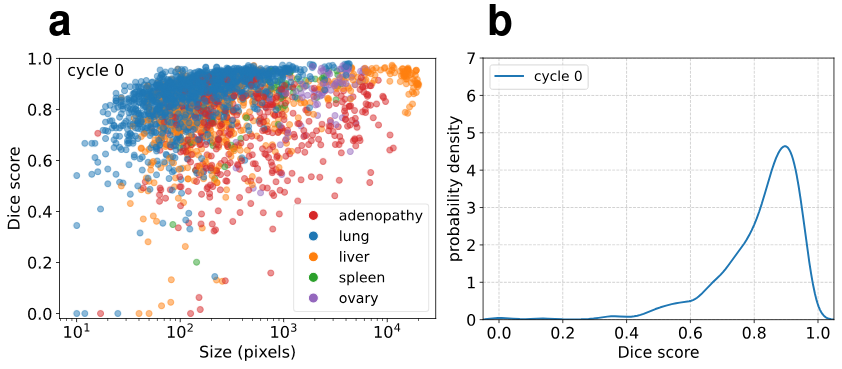 a
cycle 0
Dice score
1.0
0.8
0.6
0.4
0.2
0.0
adenopathy
lung
liver
spleen
ovary
10¹ 10² 10³ 10⁴
Size (pixels)
b
cycle 0
probability density
7
6
5
4
3
2
1
0
0.0 0.2 0.4 0.6 0.8 1.0
Dice score